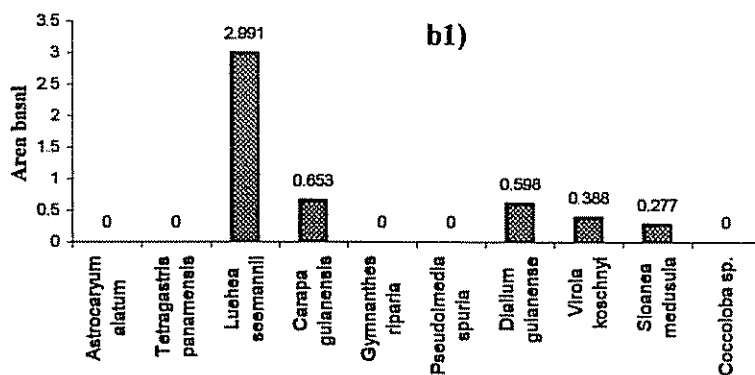 b1)
Area basal
3.5
3
2.5
2
1.5
1
0.5
0
0
0
2.991
0.653
0
0
0.598
0.388
0.277
0
Astrocaryum
alatum
Tetragastris
panamensis
Luehea
seemannii
Carapa
guianensis
Gymnanthes
riparia
Pseudolmedia
spuria
Dialium
guianense
Virola
koschnyi
Sloanea
medusula
Coccoloba sp.